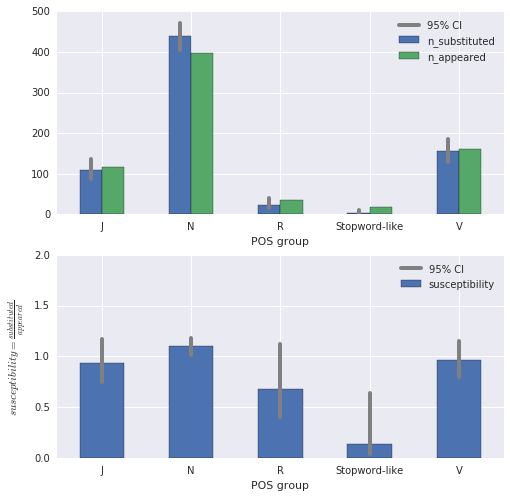 500
400
300
200
100
0
95% CI
n_substituted
n_appeared
J N R Stopword-like V
POS group
2.0
1.5
1.0
0.5
0.0
susceptibility = substituted / appeared
95% CI
susceptibility
J N R Stopword-like V
POS group